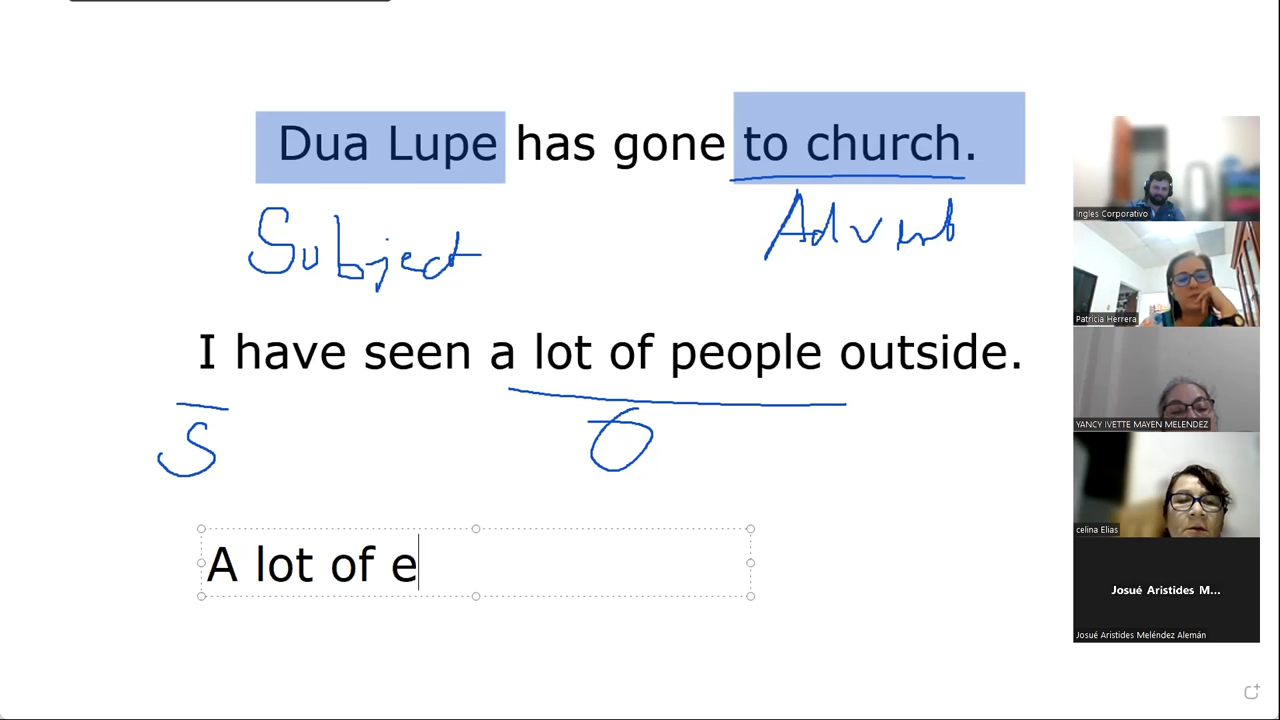 Dua Lupe has gone to church.
Subject Adverb
I have seen a lot of people outside.
S O
A lot of e
Ingles Corporativo
Patricia Herrera
YANCY IVETTE MAYEN MELENDEZ
celina Elias
Josué Aristides M...
Josué Aristides Meléndez Alemán